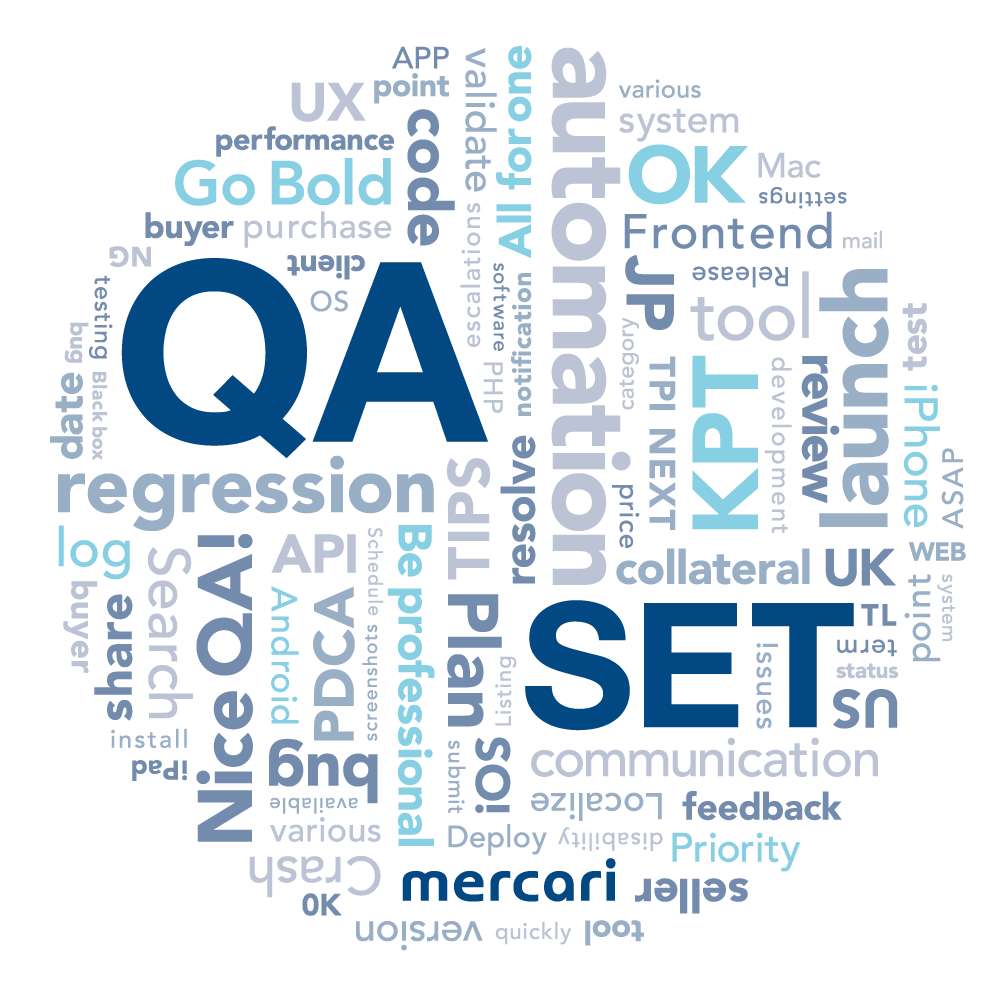 APP
point
UX
performance
Go Bold
buyer
purchase
code
validate
All for one
automation
various
system
OK
Mac
settings
Frontend
mail
NG
client
OS
escalations
software
notification
PHP
JP
Release
tool
launch
test
testing
bug
date
Black box
QA
category
TPI NEXT
KPT
development
review
iPhone
ASAP
regression
SPITT
resolve
price
collateral
UK
WEB
log
Search
buyer
share
Nice QA!
API
Android
PDCA
Schepdule
screenshots
Be professional
Plan
Listing
SET
TL
term
status
US
issues
point
system
install
iPad
bug
available
various
Crash
OK
submit
iOS
communication
Localize
feedback
Deploy
disability
Priority
mercari
seller
version
quickly
tool